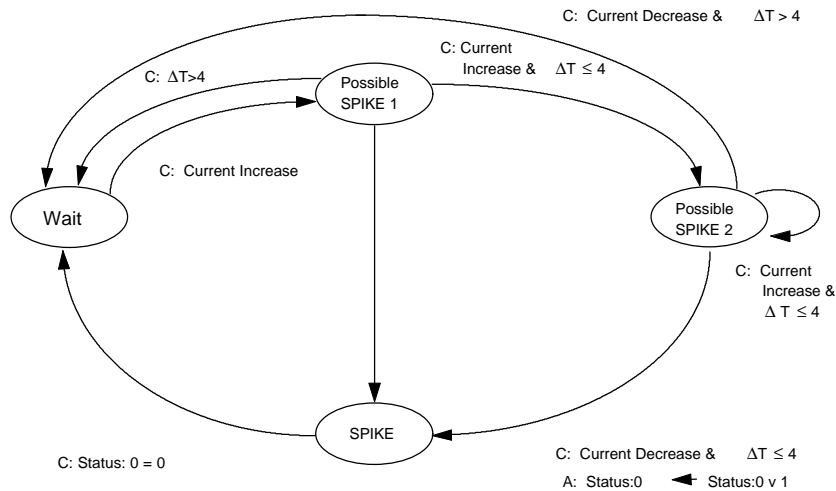 C: Current Decrease & ΔT > 4
C: Current
Increase & ΔT ≤ 4
C: ΔT>4
Possible
SPIKE 1
C: Current Increase
Wait
Possible
SPIKE 2
C: Current
Increase &
Δ T ≤ 4
SPIKE
C: Status: 0 = 0
C: Current Decrease & ΔT ≤ 4
A: Status:0 ← Status:0 v 1